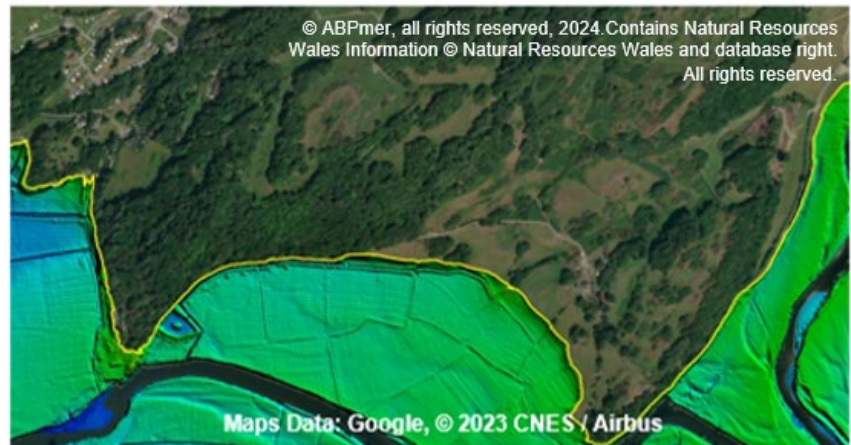 © ABPmer, all rights reserved, 2024.Contains Natural Resources
Wales Information © Natural Resources Wales and database right.
All rights reserved.
Maps Data: Google, © 2023 CNES / Airbus